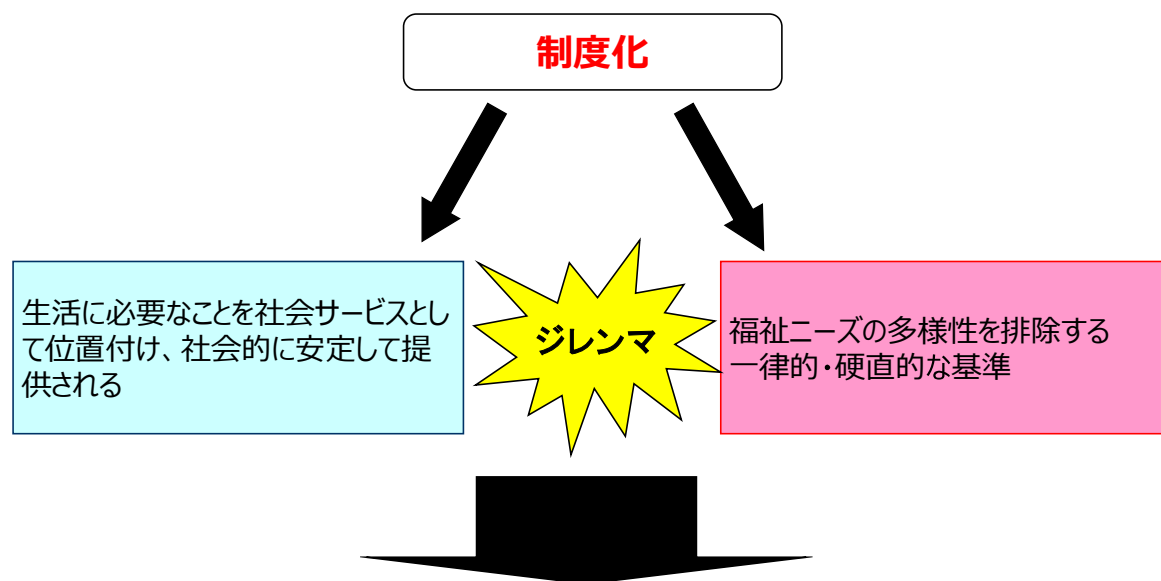 制度化
生活に必要なことを社会サービスとし
て位置付け、社会的に安定して提
供される
ジレンマ
福祉ニーズの多様性を排除する
一律的・硬直的な基準